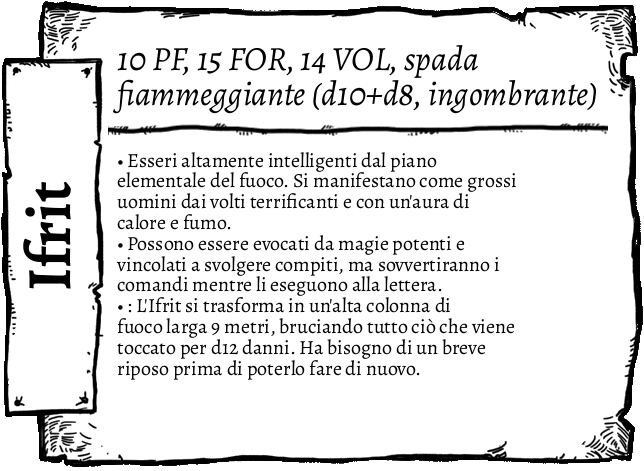 Ifrit
10 PF, 15 FOR, 14 VOL, spada
fiammeggiante (d10+d8, ingombrante)
• Esseri altamente intelligenti dal piano
elementale del fuoco. Si manifestano come grossi
uomini dai volti terrificanti e con un'aura di
calore e fumo.
• Possono essere evocati da magie potenti e
vincolati a svolgere compiti, ma sovvertiranno i
comandi mentre li eseguono alla lettera.
• : L'Ifrit si trasforma in un'alta colonna di
fuoco larga 9 metri, bruciando tutto ciò che viene
toccato per d12 danni. Ha bisogno di un breve
riposo prima di poterlo fare di nuovo.